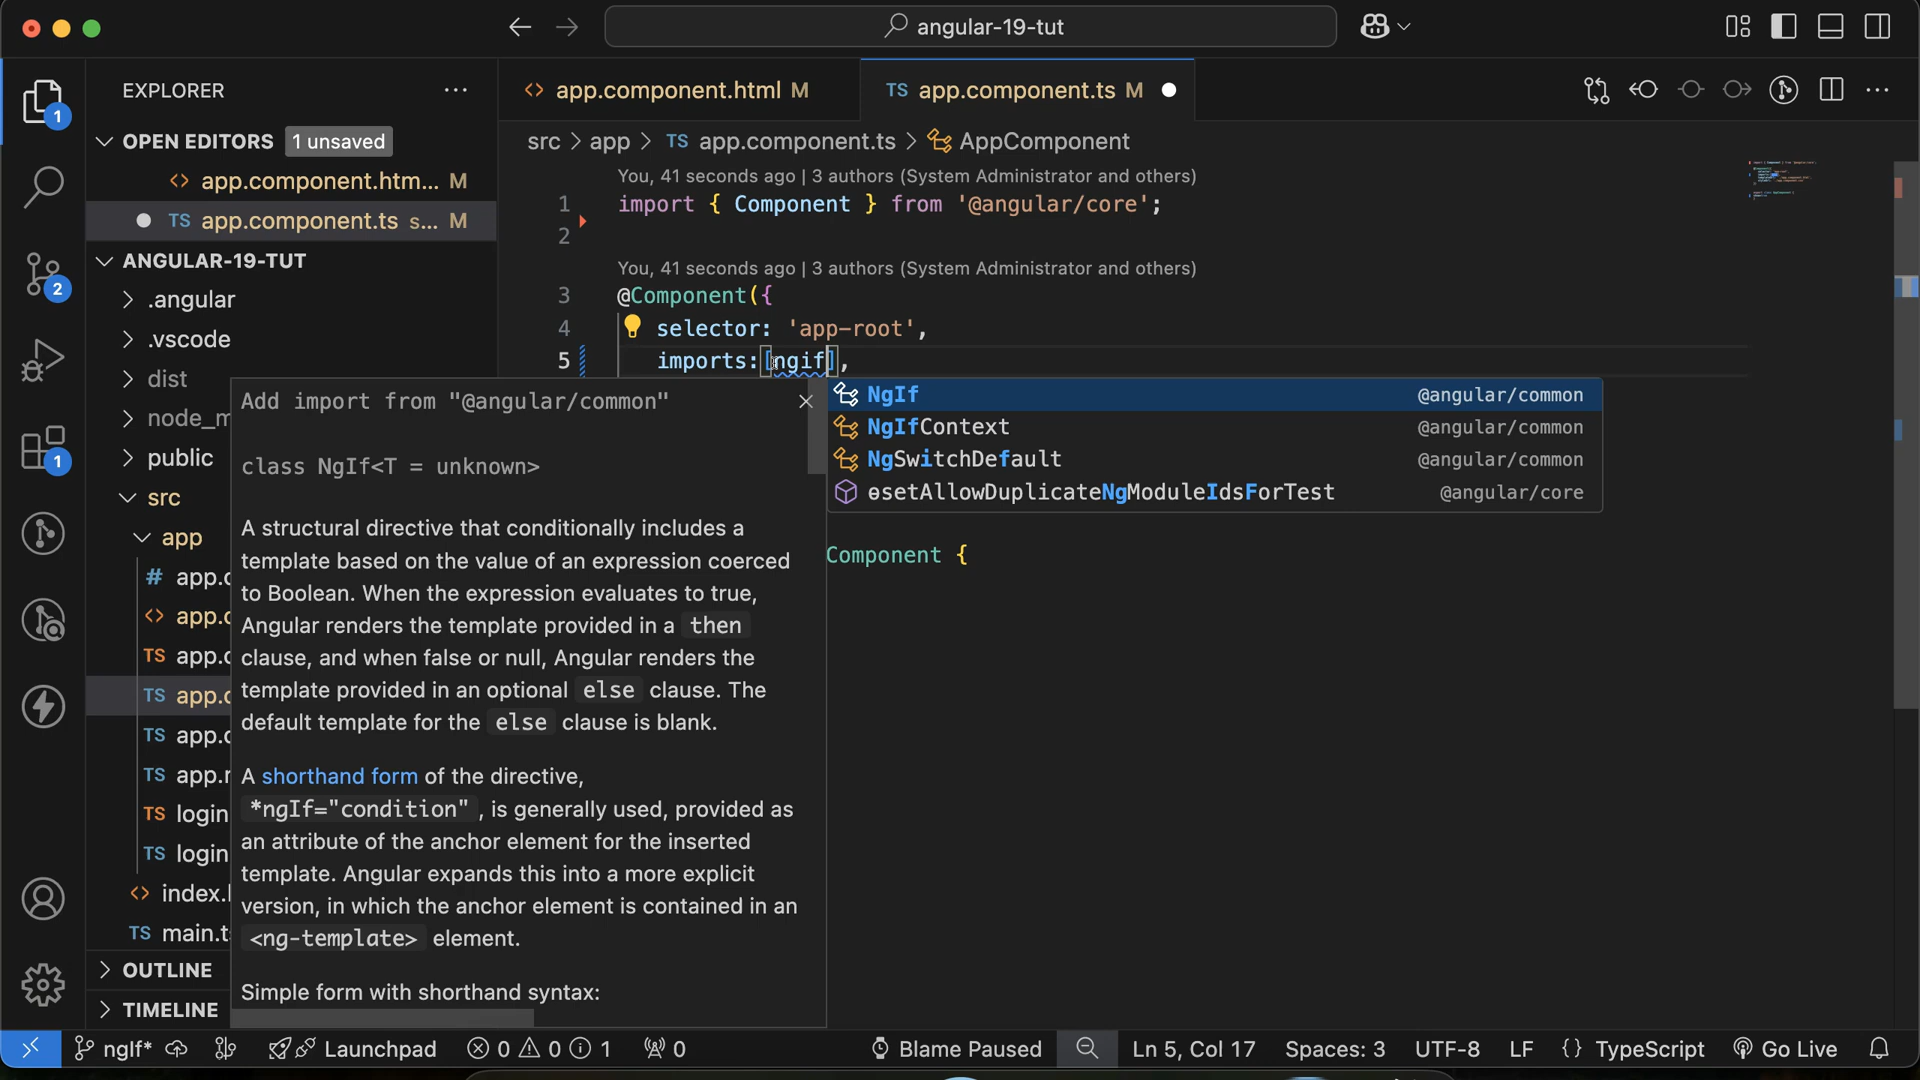 angular-19-tut
EXPLORER
OPEN EDITORS 1 unsaved
<> app.component.htm... M
TS app.component.ts s... M
ANGULAR-19-TUT
.angular
.vscode
dist
node_m
public
src
app
# app.c
<> app.c
TS app.c
TS app.c
TS app.c
TS app.r
TS login
TS login
<> index.
TS main.t
OUTLINE
TIMELINE
1
2
1
<> app.component.html M
TS app.component.ts M
src > app > TS app.component.ts > AppComponent
You, 41 seconds ago | 3 authors (System Administrator and others)
1 import { Component } from '@angular/core';
2
You, 41 seconds ago | 3 authors (System Administrator and others)
3 @Component({
4 selector: 'app-root',
5 imports:[ngif],
Component {
NgIf @angular/common
NgIfContext @angular/common
NgSwitchDefault @angular/common
ɵsetAllowDuplicateNgModuleIdsForTest @angular/core
Add import from "@angular/common"
class NgIf<T = unknown>
A structural directive that conditionally includes a
template based on the value of an expression coerced
to Boolean. When the expression evaluates to true,
Angular renders the template provided in a then
clause, and when false or null, Angular renders the
template provided in an optional else clause. The
default template for the else clause is blank.
A shorthand form of the directive,
*ngIf="condition" , is generally used, provided as
an attribute of the anchor element for the inserted
template. Angular expands this into a more explicit
version, in which the anchor element is contained in an
<ng-template> element.
Simple form with shorthand syntax:
ngIf* Launchpad 0 0 1 0 Blame Paused Ln 5, Col 17 Spaces: 3 UTF-8 LF {} TypeScript Go Live